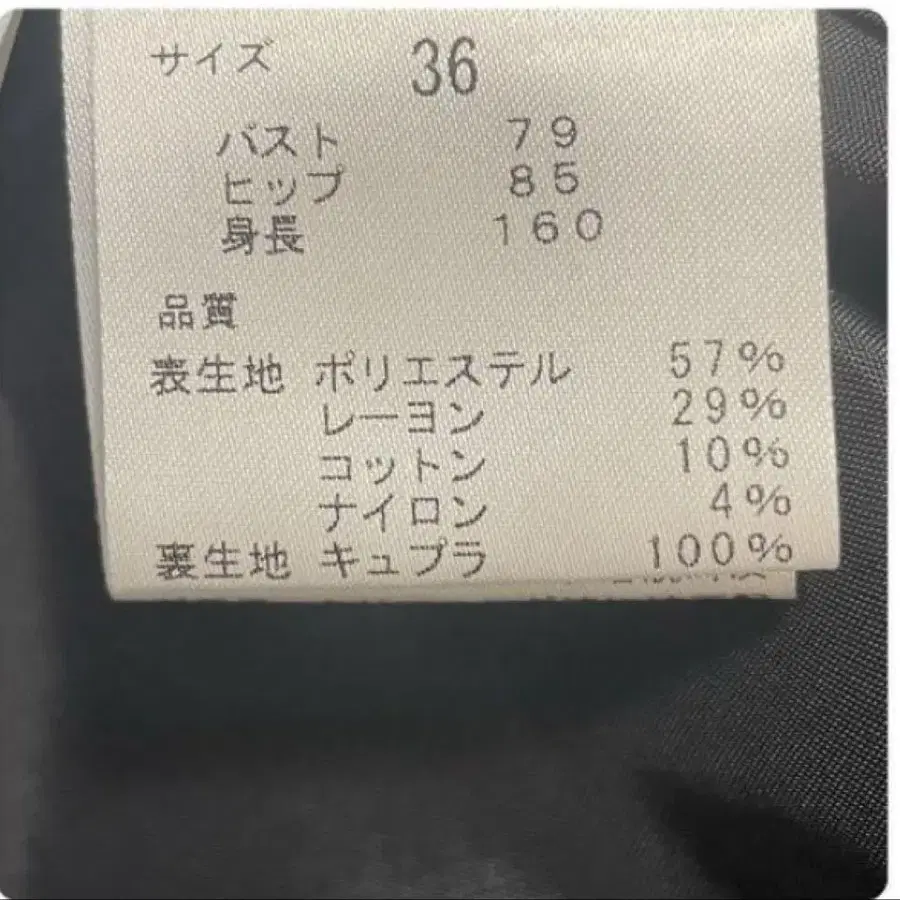 サイズ 36
バスト 79
ヒップ 85
身長 160
品質
表生地 ポリエステル 57%
レーヨン 29%
コットン 10%
ナイロン 4%
裏生地 キュプラ 100%